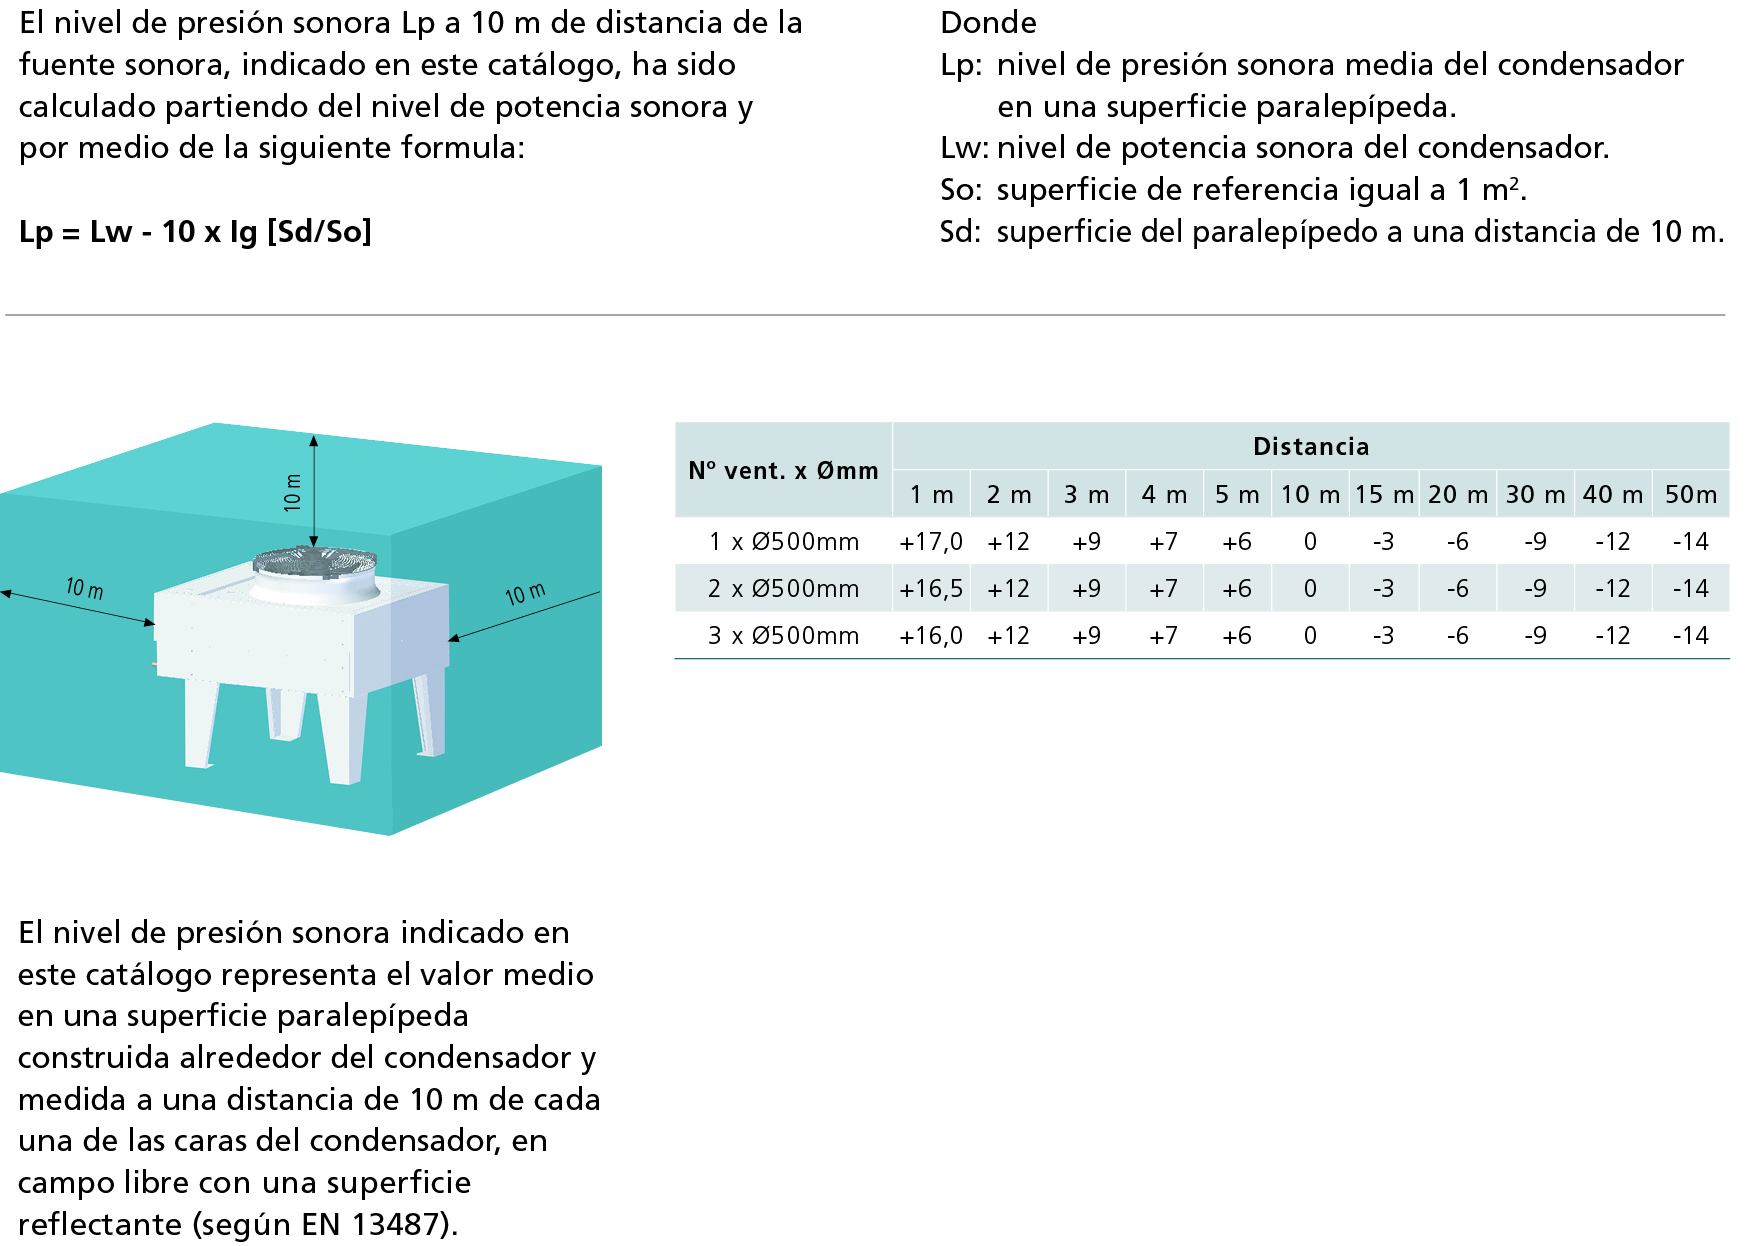 El nivel de presión sonora Lp a 10 m de distancia de la
fuente sonora, indicado en este catálogo, ha sido
calculado partiendo del nivel de potencia sonora y
por medio de la siguiente formula:
Lp = Lw - 10 x lg [Sd/So]
Donde
Lp: nivel de presión sonora media del condensador
en una superficie paralepípeda.
Lw: nivel de potencia sonora del condensador.
So: superficie de referencia igual a 1 m².
Sd: superficie del paralepípedo a una distancia de 10 m.
10 m
10 m
10 m
Nº vent. x Ømm Distancia
1 m 2 m 3 m 4 m 5 m 10 m 15 m 20 m 30 m 40 m 50m
1 x Ø500mm +17,0 +12 +9 +7 +6 0 -3 -6 -9 -12 -14
2 x Ø500mm +16,5 +12 +9 +7 +6 0 -3 -6 -9 -12 -14
3 x Ø500mm +16,0 +12 +9 +7 +6 0 -3 -6 -9 -12 -14
El nivel de presión sonora indicado en
este catálogo representa el valor medio
en una superficie paralepípeda
construida alrededor del condensador y
medida a una distancia de 10 m de cada
una de las caras del condensador, en
campo libre con una superficie
reflectante (según EN 13487).